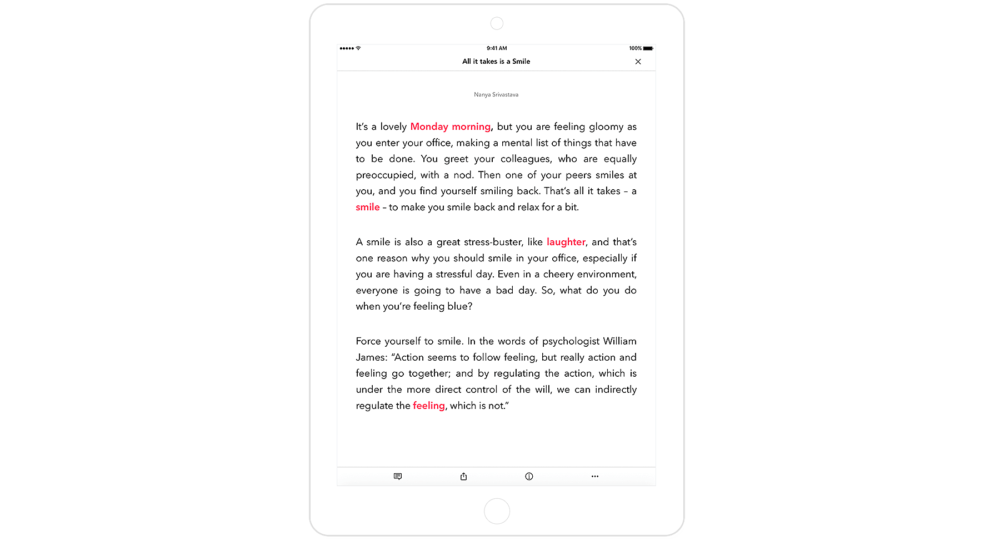 9:41 AM
100%
All it takes is a Smile
Nanya Srivastava
It’s a lovely Monday morning, but you are feeling gloomy as
you enter your office, making a mental list of things that have
to be done. You greet your colleagues, who are equally
preoccupied, with a nod. Then one of your peers smiles at
you, and you find yourself smiling back. That’s all it takes – a
smile – to make you smile back and relax for a bit.
A smile is also a great stress-buster, like laughter, and that’s
one reason why you should smile in your office, especially if
you are having a stressful day. Even in a cheery environment,
everyone is going to have a bad day. So, what do you do
when you’re feeling blue?
Force yourself to smile. In the words of psychologist William
James: “Action seems to follow feeling, but really action and
feeling go together; and by regulating the action, which is
under the more direct control of the will, we can indirectly
regulate the feeling, which is not.”